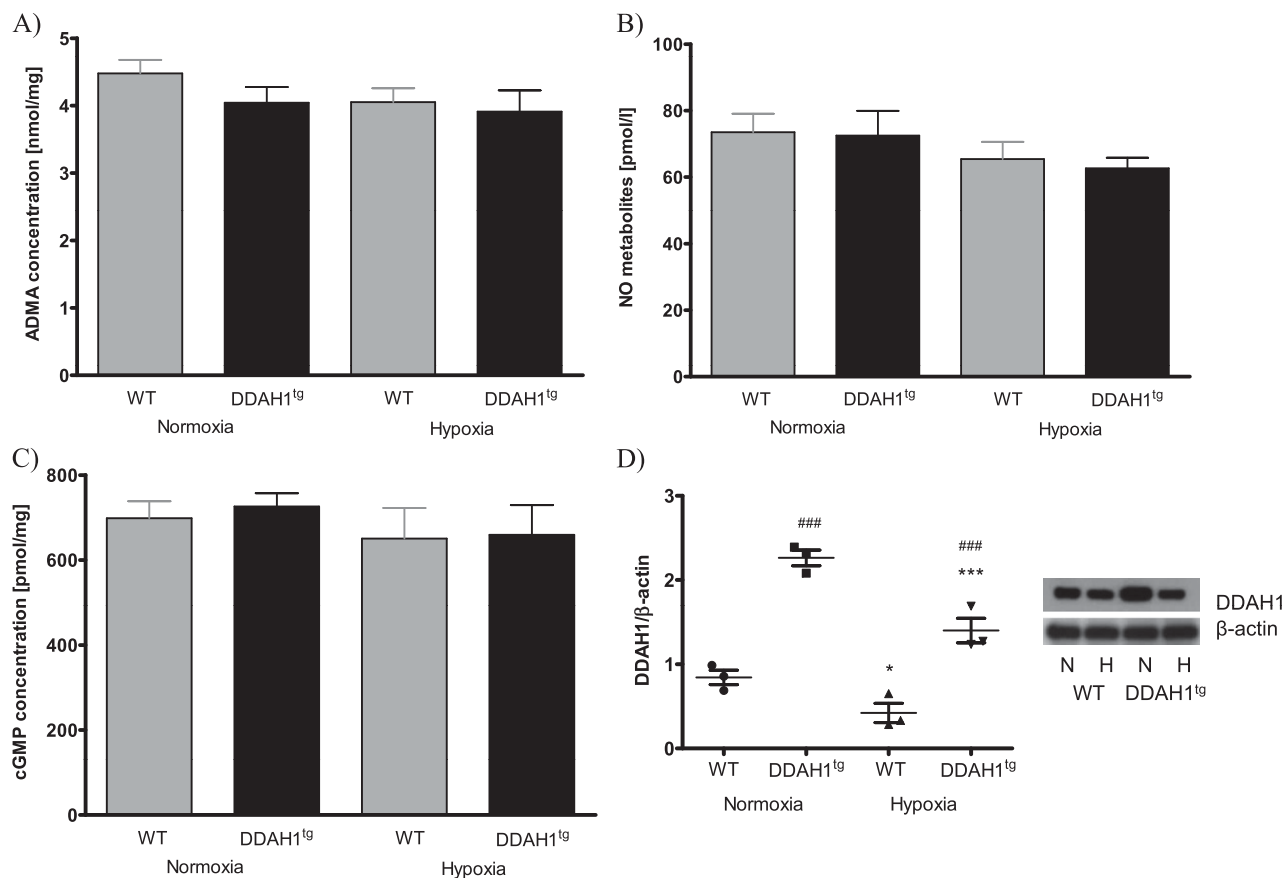 A)
ADMA concentration [nmol/mg]
5
4
3
2
1
0
WT DDAH1tg WT DDAH1tg
Normoxia Hypoxia
B)
NO metabolites [pmol/l]
100
80
60
40
20
0
WT DDAH1tg WT DDAH1tg
Normoxia Hypoxia
C)
cGMP concentration [pmol/mg]
800
600
400
200
0
WT DDAH1tg WT DDAH1tg
Normoxia Hypoxia
D)
DDAH1/β-actin
3
2
1
0
###
*
###
***
WT DDAH1tg WT DDAH1tg
Normoxia Hypoxia
DDAH1
β-actin
N H N H
WT DDAH1tg